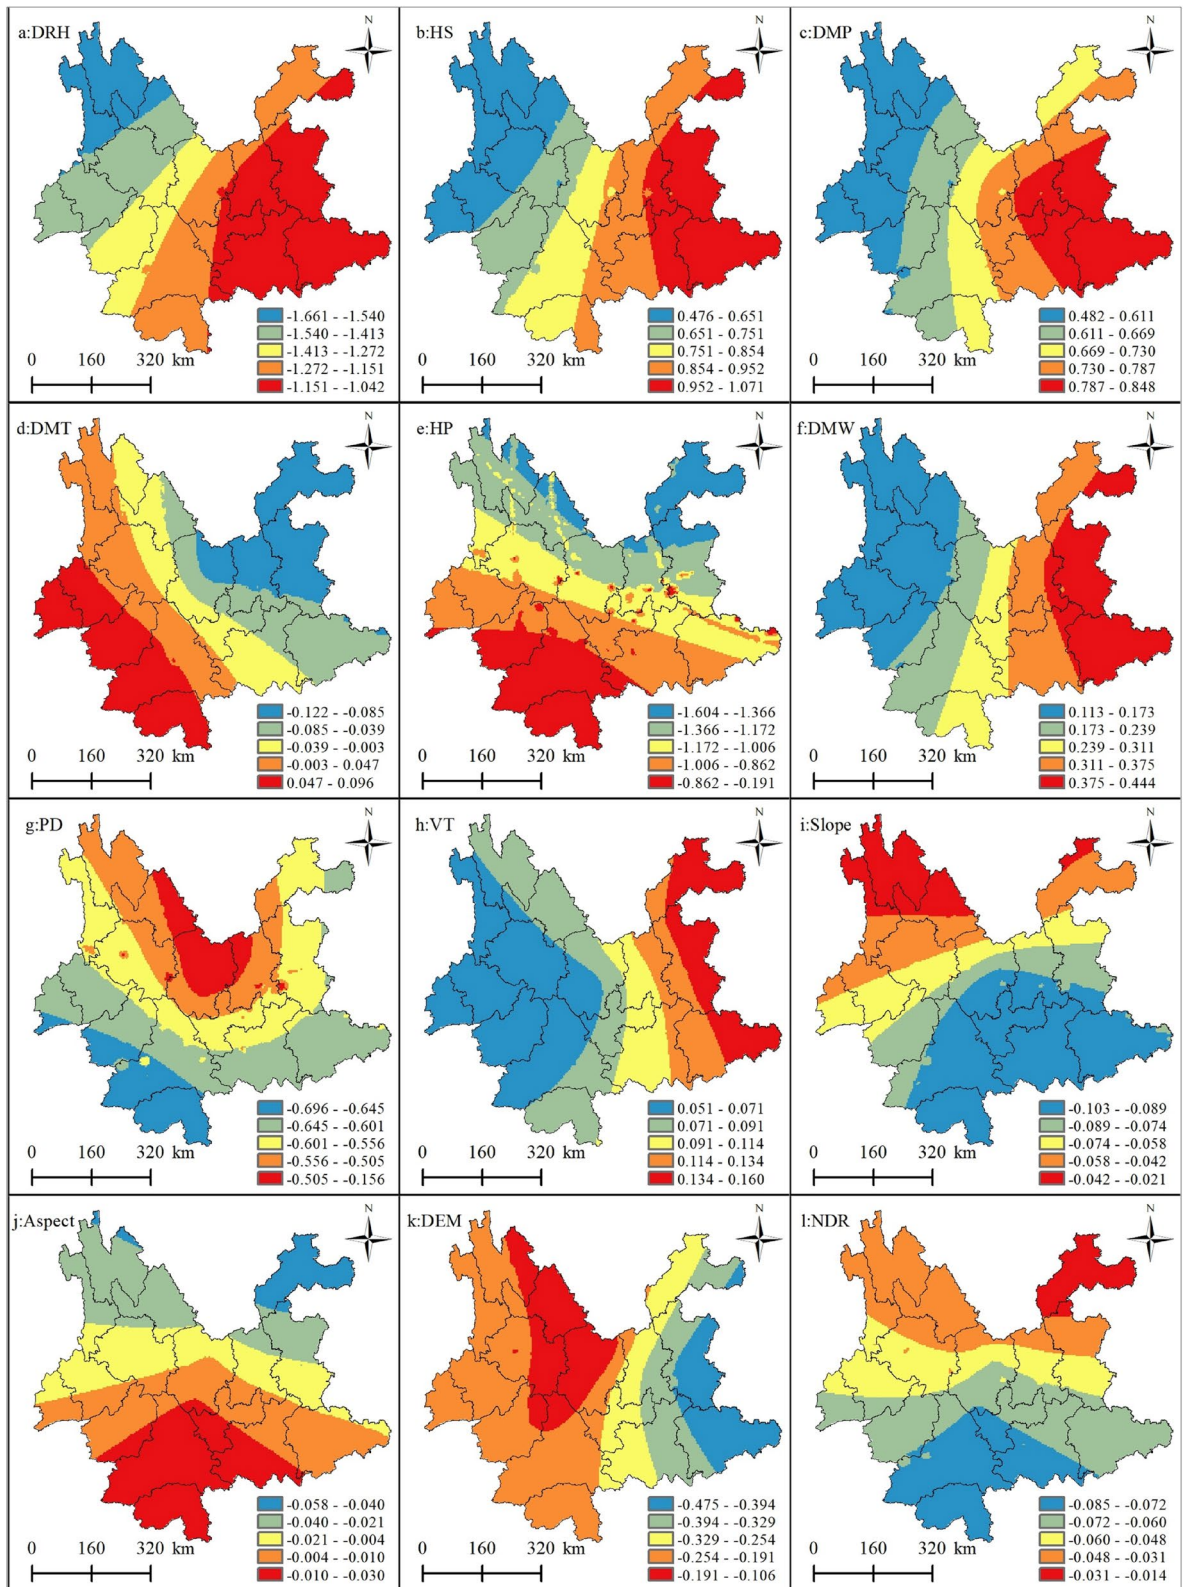 a:DRH
N
-1.661 - -1.540
-1.540 - -1.413
-1.413 - -1.272
-1.272 - -1.151
-1.151 - -1.042
0 160 320 km
b:HS
N
0.476 - 0.651
0.651 - 0.751
0.751 - 0.854
0.854 - 0.952
0.952 - 1.071
0 160 320 km
c:DMP
N
0.482 - 0.611
0.611 - 0.669
0.669 - 0.730
0.730 - 0.787
0.787 - 0.848
0 160 320 km
d:DMT
N
-0.122 - -0.085
-0.085 - -0.039
-0.039 - -0.003
-0.003 - 0.047
0.047 - 0.096
0 160 320 km
e:HP
N
-1.604 - -1.366
-1.366 - -1.172
-1.172 - -1.006
-1.006 - -0.862
-0.862 - -0.191
0 160 320 km
f:DMW
N
0.113 - 0.173
0.173 - 0.239
0.239 - 0.311
0.311 - 0.375
0.375 - 0.444
0 160 320 km
g:PD
N
-0.696 - -0.645
-0.645 - -0.601
-0.601 - -0.556
-0.556 - -0.505
-0.505 - -0.156
0 160 320 km
h:VT
N
0.051 - 0.071
0.071 - 0.091
0.091 - 0.114
0.114 - 0.134
0.134 - 0.160
0 160 320 km
i:Slope
N
-0.103 - -0.089
-0.089 - -0.074
-0.074 - -0.058
-0.058 - -0.042
-0.042 - -0.021
0 160 320 km
j:Aspect
N
-0.058 - -0.040
-0.040 - -0.021
-0.021 - -0.004
-0.004 - -0.010
-0.010 - -0.030
0 160 320 km
k:DEM
N
-0.475 - -0.394
-0.394 - -0.329
-0.329 - -0.254
-0.254 - -0.191
-0.191 - -0.106
0 160 320 km
l:NDR
N
-0.085 - -0.072
-0.072 - -0.060
-0.060 - -0.048
-0.048 - -0.031
-0.031 - -0.014
0 160 320 km